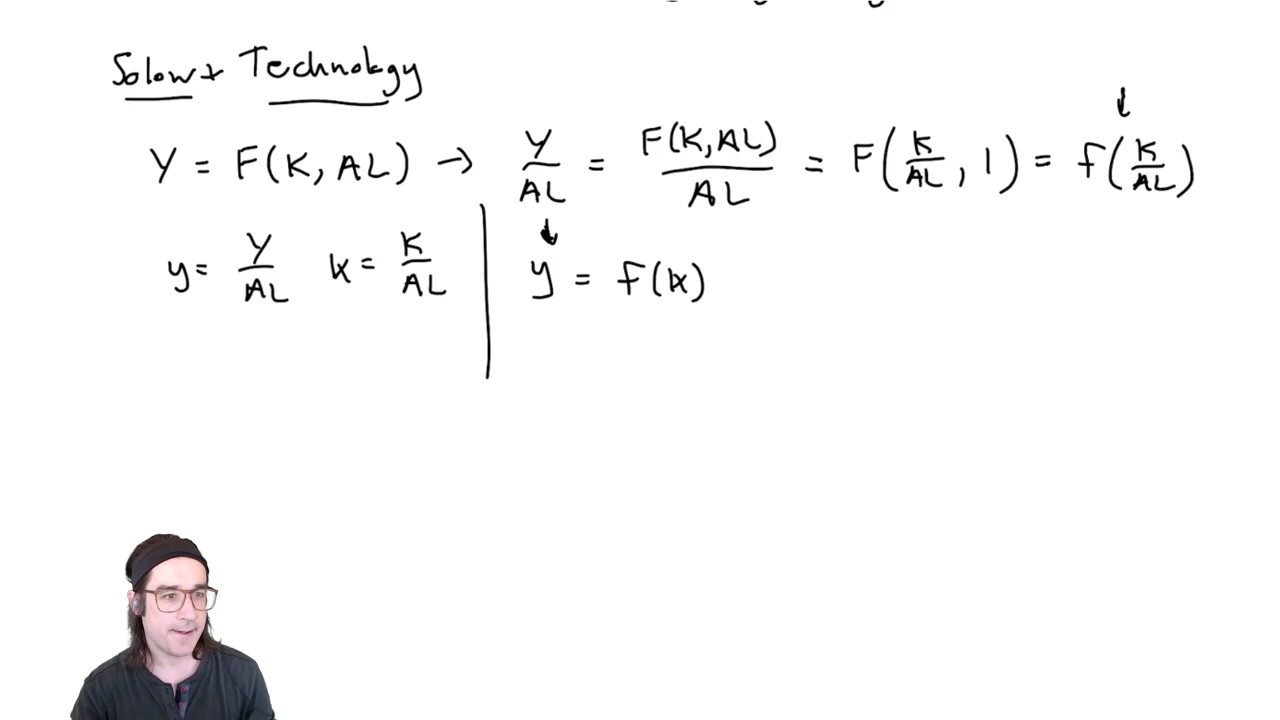 Solow + Technology
Y = F(K, AL) → Y/AL = F(K, AL)/AL = F(K/AL, 1) = f(K/AL)
y = Y/AL k = K/AL | y = f(k)